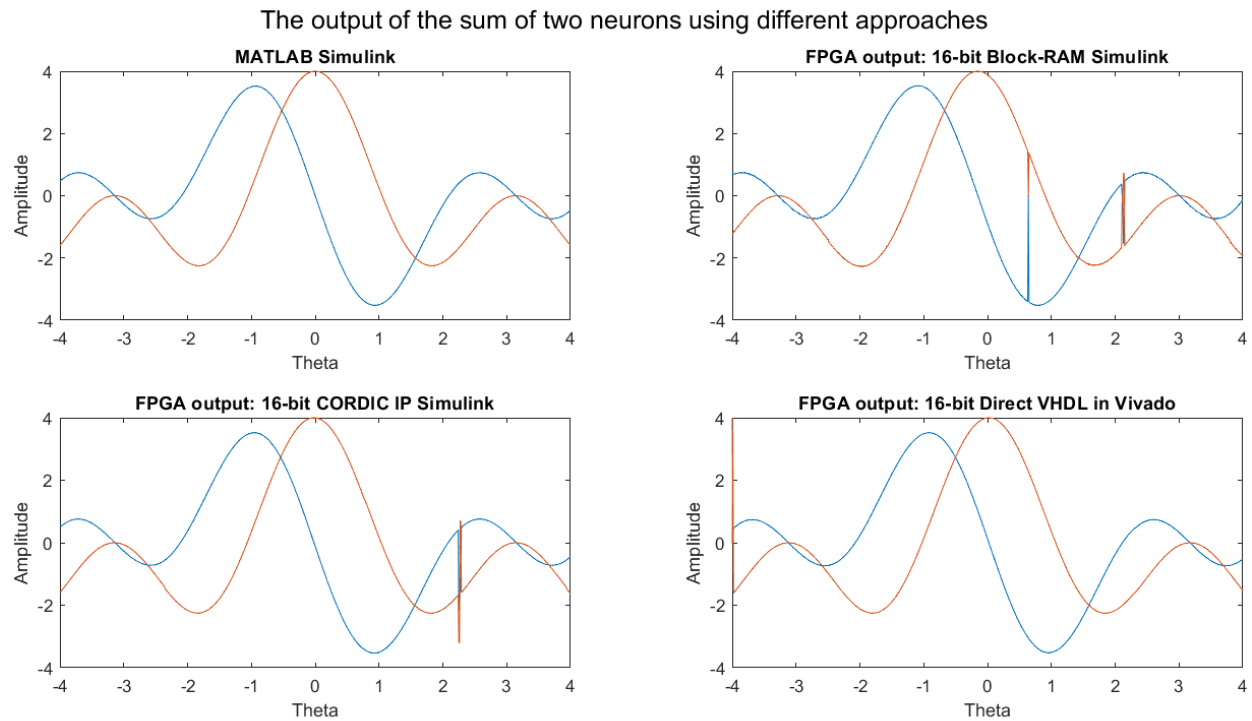 The output of the sum of two neurons using different approaches
MATLAB Simulink
4
2
0
-2
-4
Amplitude
-4 -3 -2 -1 0 1 2 3 4
Theta
FPGA output: 16-bit Block-RAM Simulink
4
2
0
-2
-4
Amplitude
-4 -3 -2 -1 0 1 2 3 4
Theta
FPGA output: 16-bit CORDIC IP Simulink
4
2
0
-2
-4
Amplitude
-4 -3 -2 -1 0 1 2 3 4
Theta
FPGA output: 16-bit Direct VHDL in Vivado
4
2
0
-2
-4
Amplitude
-4 -3 -2 -1 0 1 2 3 4
Theta